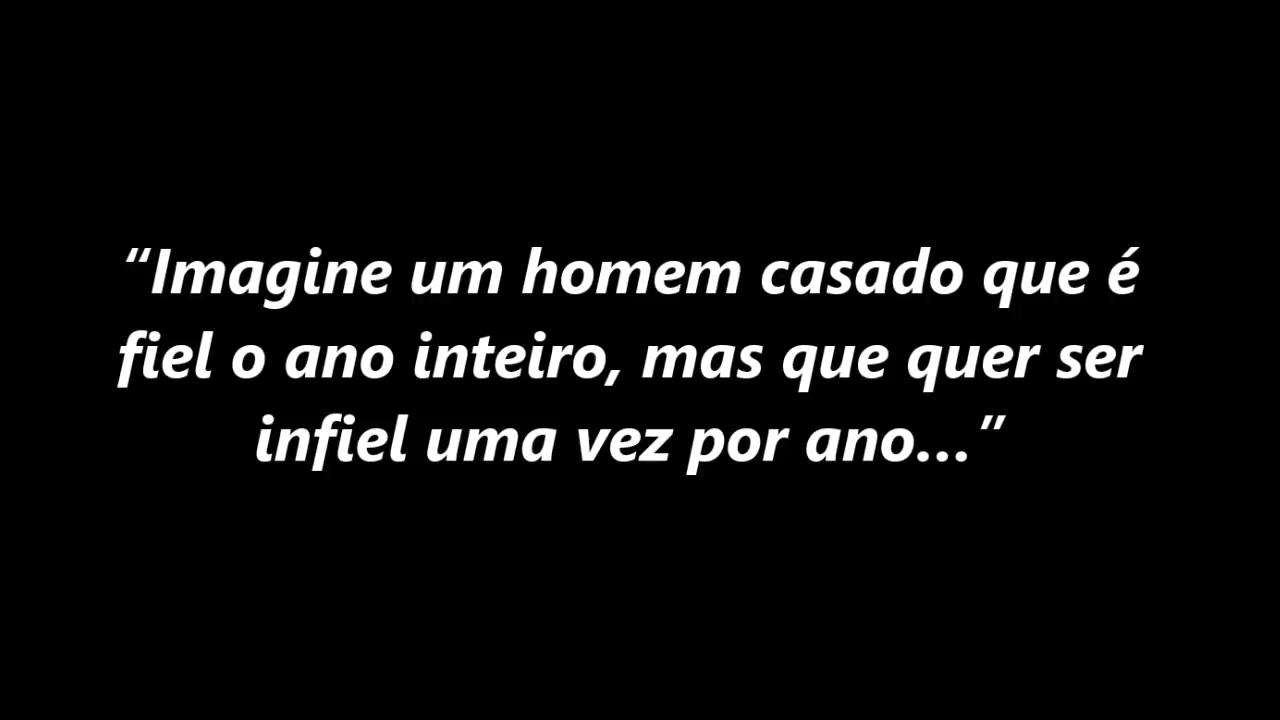 “Imagine um homem casado que é
fiel o ano inteiro, mas que quer ser
infiel uma vez por ano...”